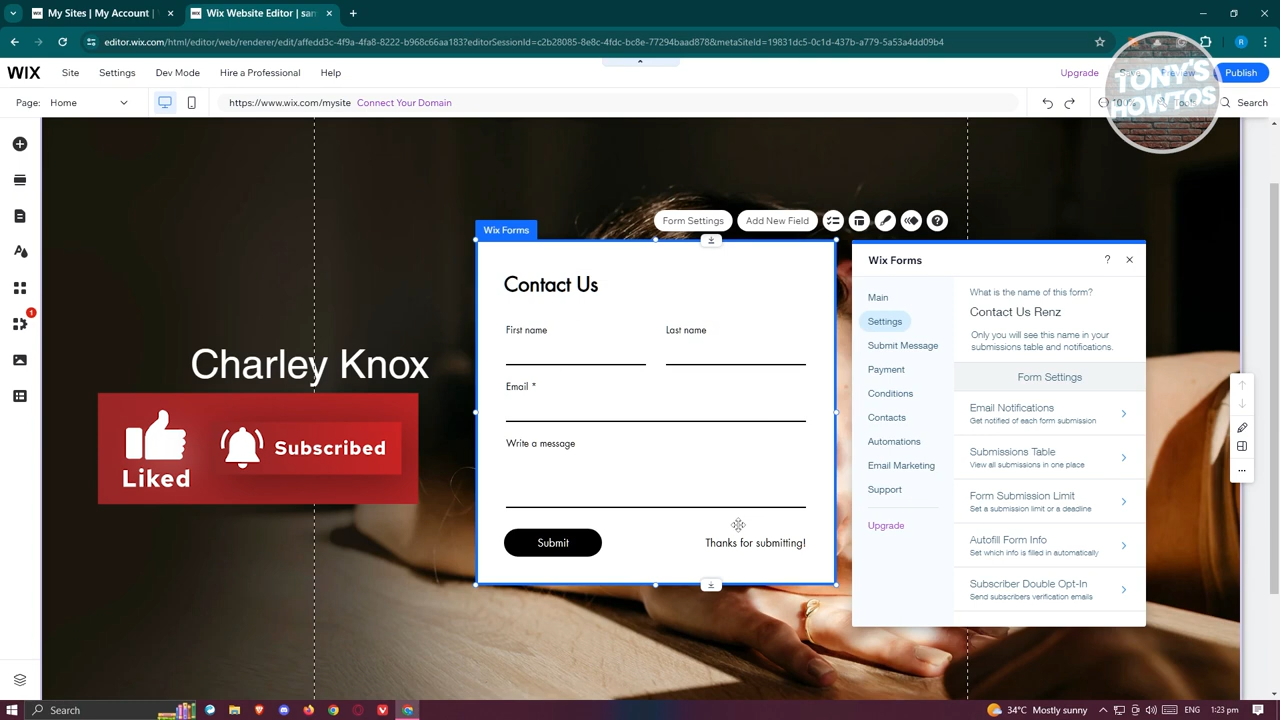 My Sites | My Account |
Wix Website Editor | sam
editor.wix.com/html/editor/web/renderer/edit/affedd3c-4f9a-4fa8-8222-b968c66aa183?editorSessionId=c2b28085-8e8c-4fdc-bc8e-77294baad878&metaSiteId=19831dc5-0c1d-437b-a779-5a53a4dd09b4
R
WIX
Site
Settings
Dev Mode
Hire a Professional
Help
Upgrade
Save
Preview
Publish
Page: Home
https://www.wix.com/mysite
Connect Your Domain
100%
Tools
Search
TONY'S
HOWTOS
Form Settings
Add New Field
Wix Forms
Contact Us
First name
Last name
Email *
Write a message
Submit
Thanks for submitting!
Charley Knox
Liked
Subscribed
1
Wix Forms
?
Main
Settings
Submit Message
Payment
Conditions
Contacts
Automations
Email Marketing
Support
Upgrade
What is the name of this form?
Contact Us Renz
Only you will see this name in your
submissions table and notifications.
Form Settings
Email Notifications
Get notified of each form submission
Submissions Table
View all submissions in one place
Form Submission Limit
Set a submission limit or a deadline
Autofill Form Info
Set which info is filled in automatically
Subscriber Double Opt-In
Send subscribers verification emails
Search
34°C Mostly sunny
ENG
1:23 pm